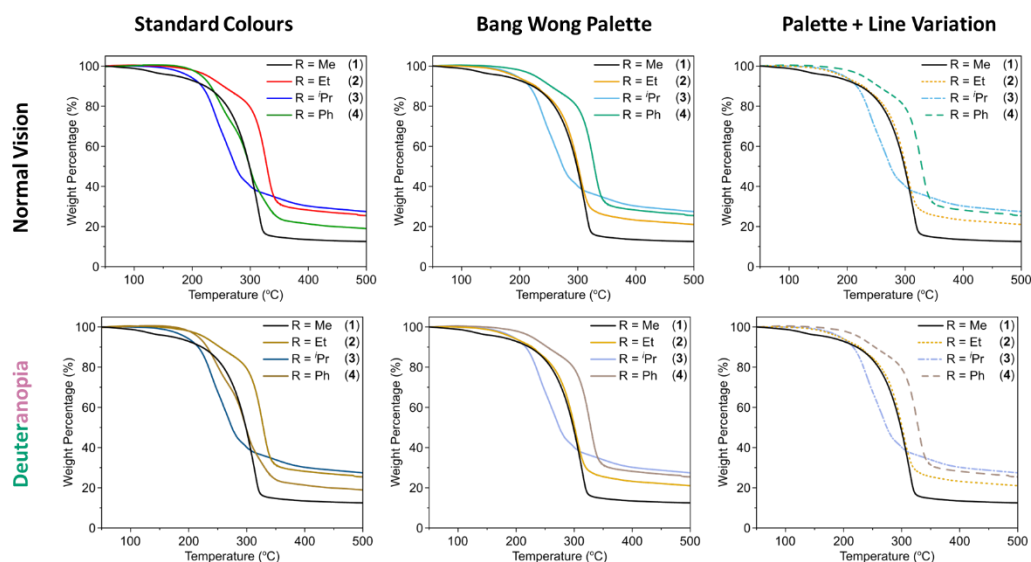 Standard Colours
Bang Wong Palette
Palette + Line Variation
Normal Vision
Weight Percentage (%)
100
80
60
40
20
0
R = Me (1)
R = Et (2)
R = ⁱPr (3)
R = Ph (4)
100 200 300 400 500
Temperature (°C)
Weight Percentage (%)
100
80
60
40
20
0
R = Me (1)
R = Et (2)
R = ⁱPr (3)
R = Ph (4)
100 200 300 400 500
Temperature (°C)
Weight Percentage (%)
100
80
60
40
20
0
R = Me (1)
R = Et (2)
R = ⁱPr (3)
R = Ph (4)
100 200 300 400 500
Temperature (°C)
Deuteranopia
Weight Percentage (%)
100
80
60
40
20
0
R = Me (1)
R = Et (2)
R = ⁱPr (3)
R = Ph (4)
100 200 300 400 500
Temperature (°C)
Weight Percentage (%)
100
80
60
40
20
0
R = Me (1)
R = Et (2)
R = ⁱPr (3)
R = Ph (4)
100 200 300 400 500
Temperature (°C)
Weight Percentage (%)
100
80
60
40
20
0
R = Me (1)
R = Et (2)
R = ⁱPr (3)
R = Ph (4)
100 200 300 400 500
Temperature (°C)